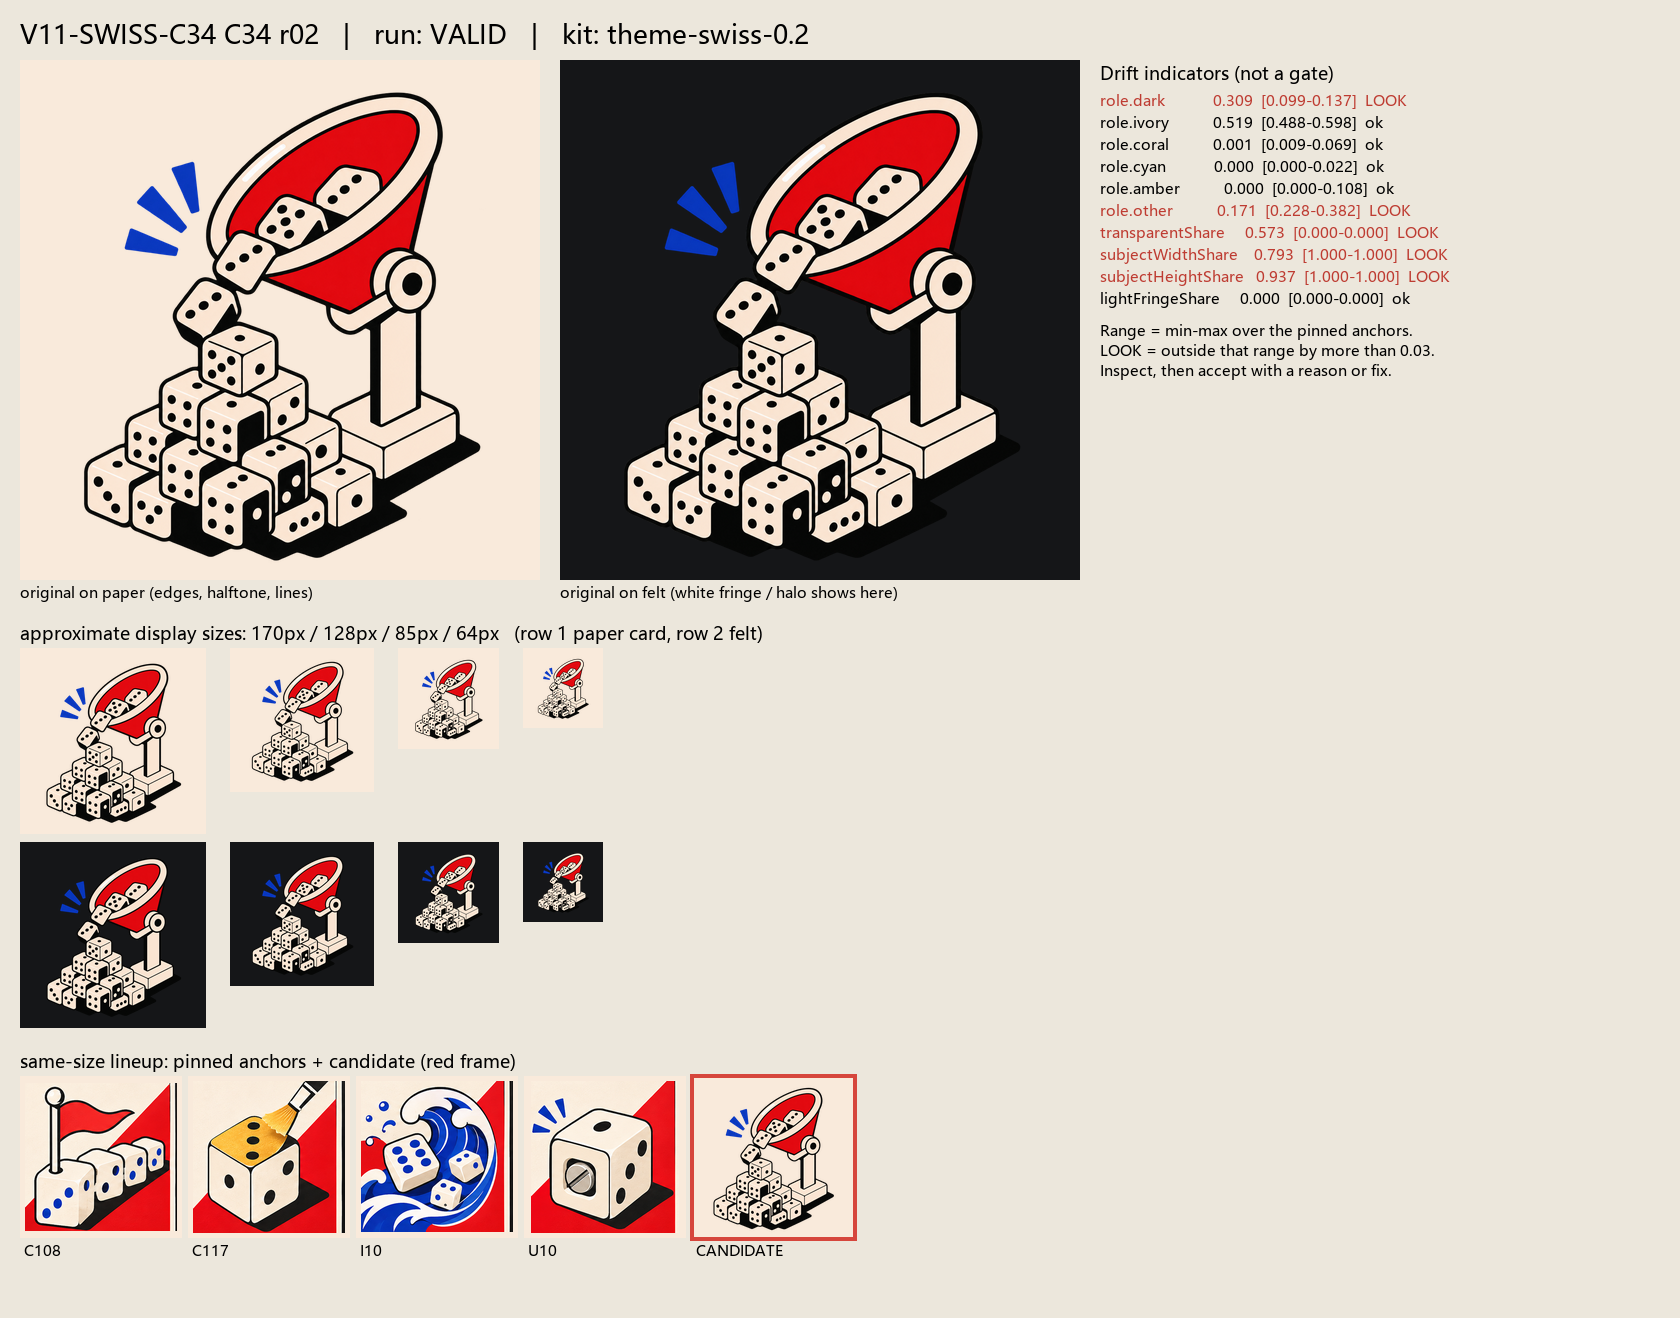 V11-SWISS-C34 C34 r02 | run: VALID | kit: theme-swiss-0.2
Drift indicators (not a gate)
role.dark 0.309 [0.099-0.137] LOOK
role.ivory 0.519 [0.488-0.598] ok
role.coral 0.001 [0.009-0.069] ok
role.cyan 0.000 [0.000-0.022] ok
role.amber 0.000 [0.000-0.108] ok
role.other 0.171 [0.228-0.382] LOOK
transparentShare 0.573 [0.000-0.000] LOOK
subjectWidthShare 0.793 [1.000-1.000] LOOK
subjectHeightShare 0.937 [1.000-1.000] LOOK
lightFringeShare 0.000 [0.000-0.000] ok
Range = min-max over the pinned anchors.
LOOK = outside that range by more than 0.03.
Inspect, then accept with a reason or fix.
original on paper (edges, halftone, lines)
original on felt (white fringe / halo shows here)
approximate display sizes: 170px / 128px / 85px / 64px (row 1 paper card, row 2 felt)
same-size lineup: pinned anchors + candidate (red frame)
C108
C117
I10
U10
CANDIDATE